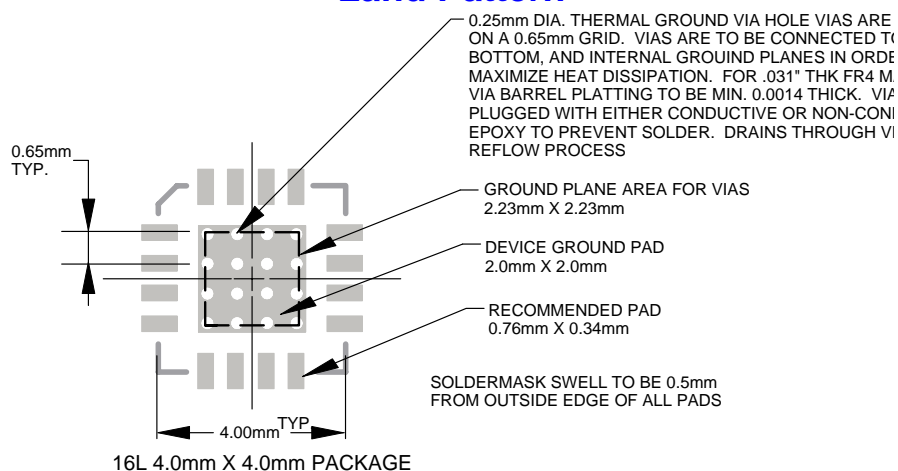 0.25mm DIA. THERMAL GROUND VIA HOLE VIAS ARE
ON A 0.65mm GRID. VIAS ARE TO BE CONNECTED TO
BOTTOM, AND INTERNAL GROUND PLANES IN ORDE
MAXIMIZE HEAT DISSIPATION. FOR .031" THK FR4
VIA BARREL PLATTING TO BE MIN. 0.0014 THICK. VIA
PLUGGED WITH EITHER CONDUCTIVE OR NON-CON
EPOXY TO PREVENT SOLDER. DRAINS THROUGH
REFLOW PROCESS
0.65mm
TYP.
GROUND PLANE AREA FOR VIAS
2.23mm X 2.23mm
DEVICE GROUND PAD
2.0mm X 2.0mm
RECOMMENDED PAD
0.76mm X 0.34mm
SOLDERMASK SWELL TO BE 0.5mm
FROM OUTSIDE EDGE OF ALL PADS
4.00mm TYP
16L 4.0mm X 4.0mm PACKAGE